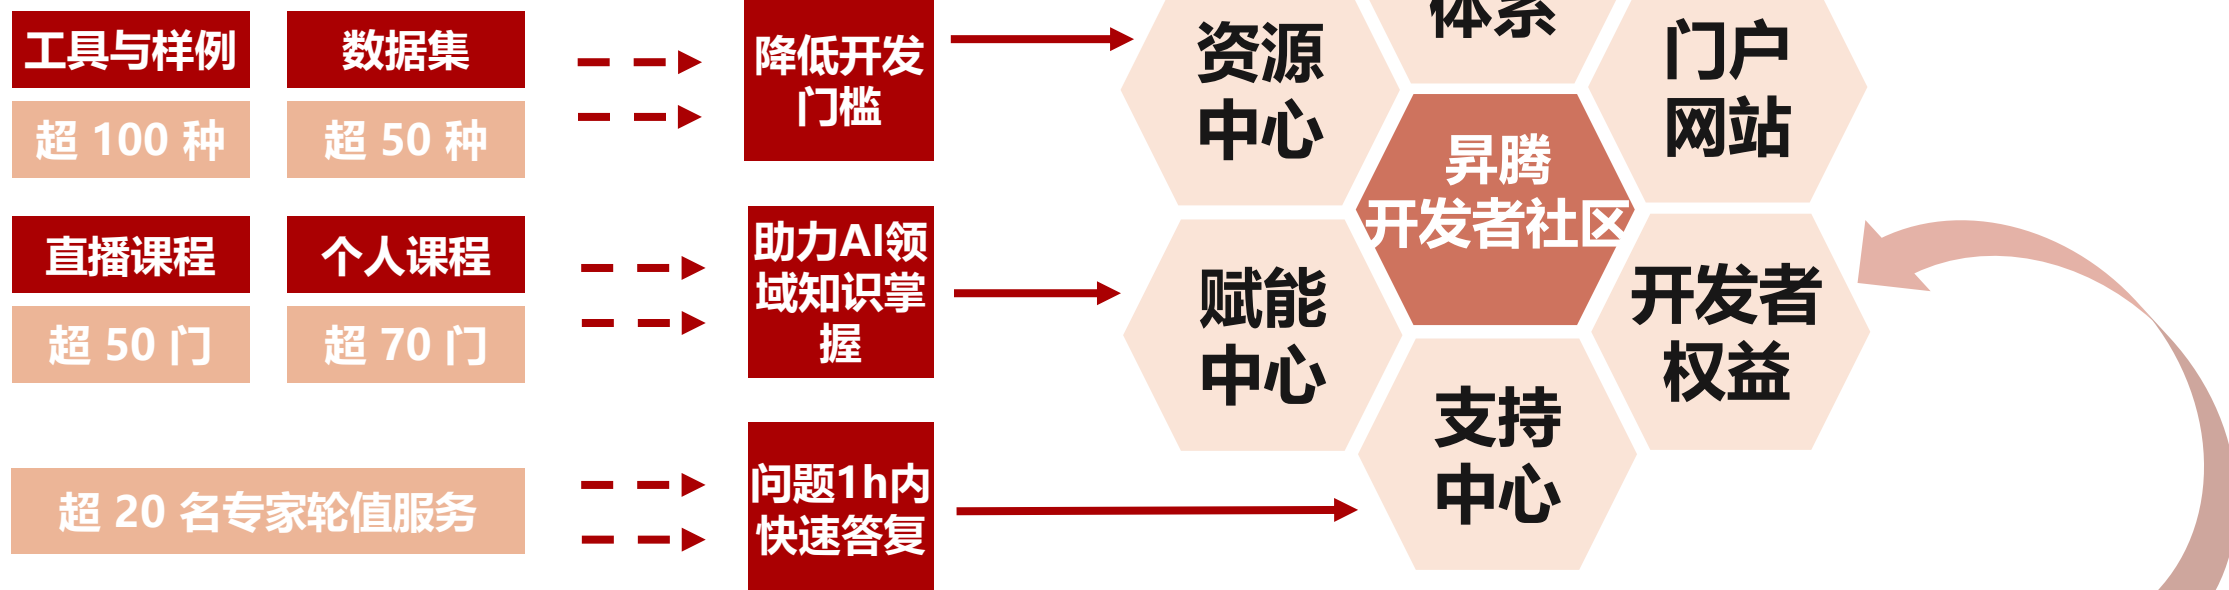 工具与样例
数据集
超 100 种
超 50 种
直播课程
个人课程
超 50 门
超 70 门
超 20 名专家轮值服务
降低开发
门槛
助力AI领
域知识掌
握
问题1h内
快速答复
体系
资源
中心
门户
网站
昇腾
开发者社区
赋能
中心
开发者
权益
支持
中心